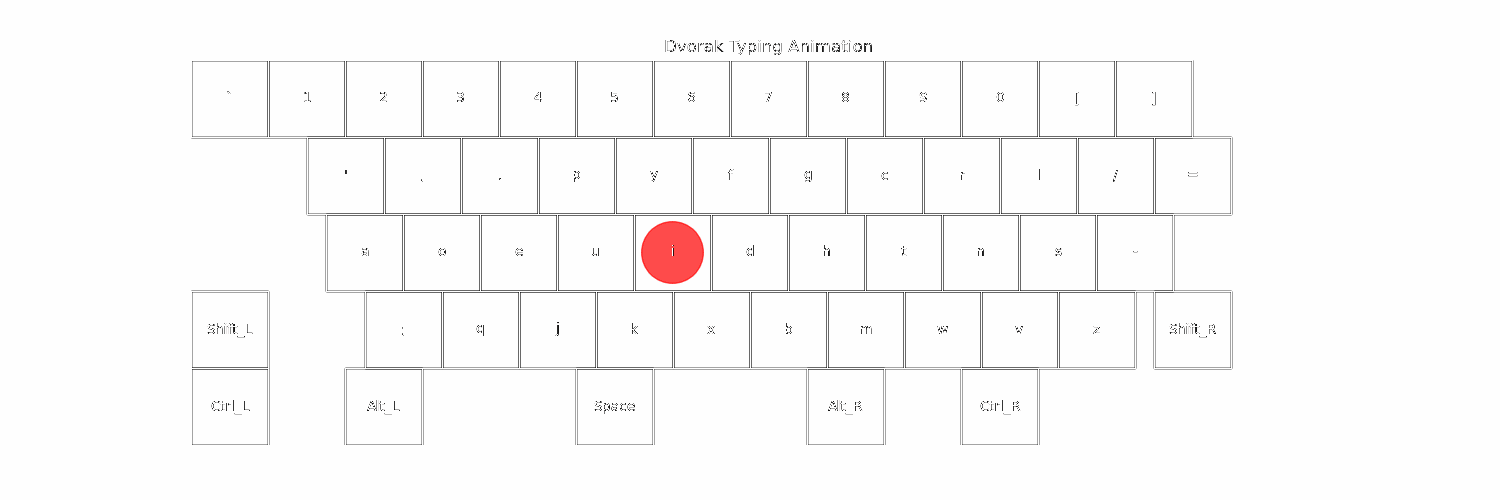 Dvorak Typing Animation
` 1 2 3 4 5 6 7 8 9 0 [ ]
' , . p y f g c r l / =
a o e u i d h t n s -
Shift_L ; q j k x b m w v z Shift_R
Ctrl_L Alt_L Space Alt_R Ctrl_R